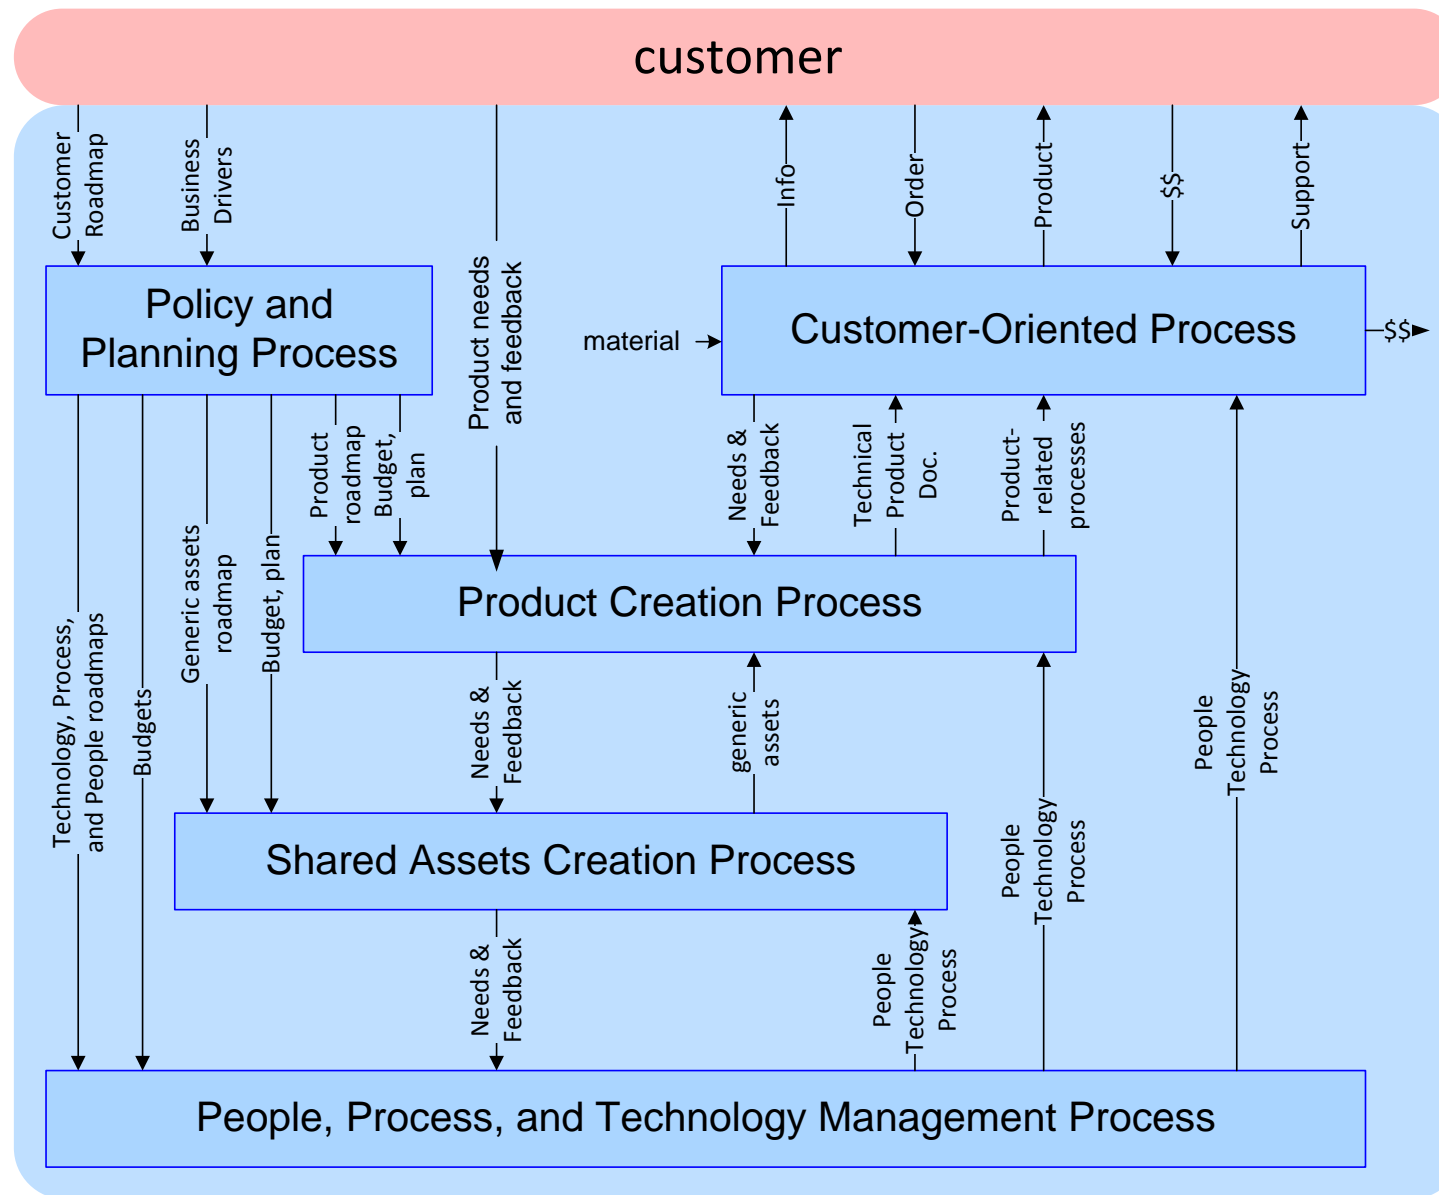 customer
Customer
Roadmap
Business
Drivers
Product needs
and feedback
Info
Order
Product
$$
Support
Policy and
Planning Process
material
Customer-Oriented Process
$$
Product
roadmap
Budget,
plan
Needs &
Feedback
Technical
Product
Doc.
Product-
related
processes
Technology, Process,
and People roadmaps
Budgets
Generic assets
roadmap
Budget, plan
Product Creation Process
Needs &
Feedback
generic
assets
People
Technology
Process
People
Technology
Process
Shared Assets Creation Process
Needs &
Feedback
People
Technology
Process
People, Process, and Technology Management Process